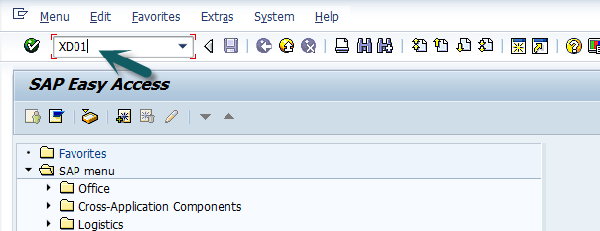 Menu Edit Favorites Extras System Help
XD01
SAP Easy Access
Favorites
SAP menu
Office
Cross-Application Components
Logistics